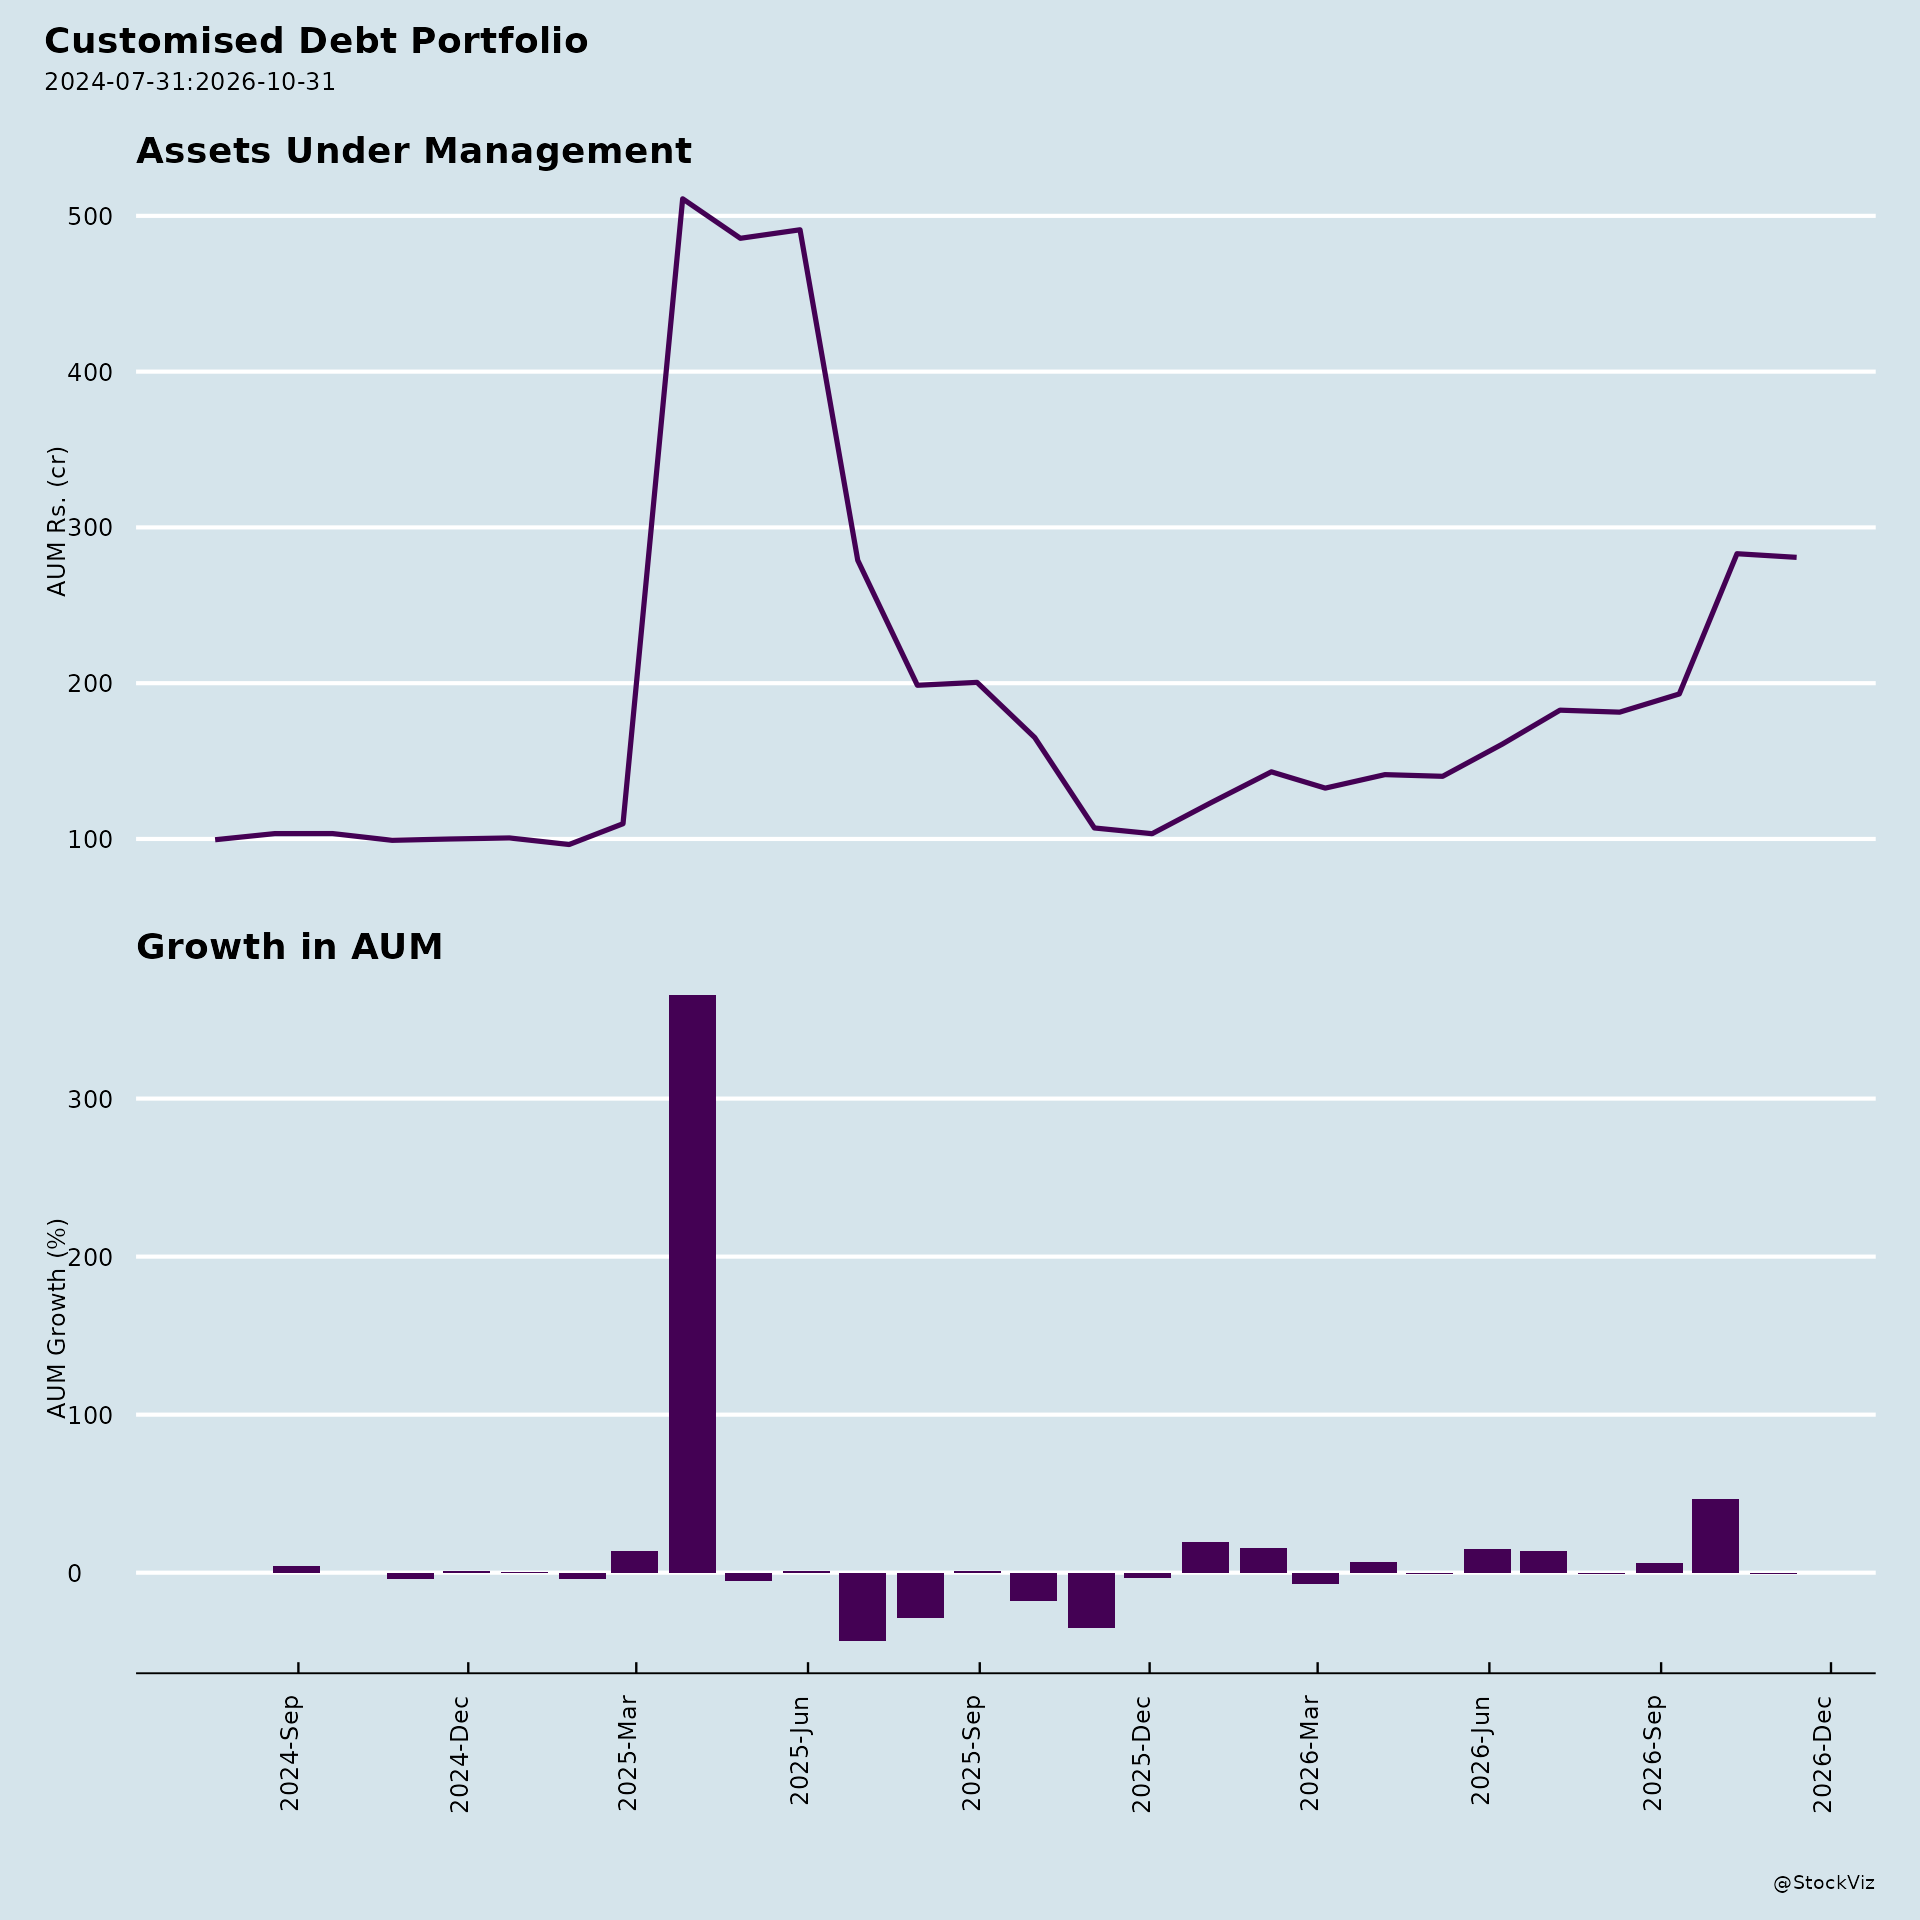 Customised Debt Portfolio
2024-07-31:2026-10-31
Assets Under Management
500
400
300
200
100
AUM Rs. (cr)
Growth in AUM
300
200
100
0
AUM Growth (%)
2024-Sep
2024-Dec
2025-Mar
2025-Jun
2025-Sep
2025-Dec
2026-Mar
2026-Jun
2026-Sep
2026-Dec
@StockViz